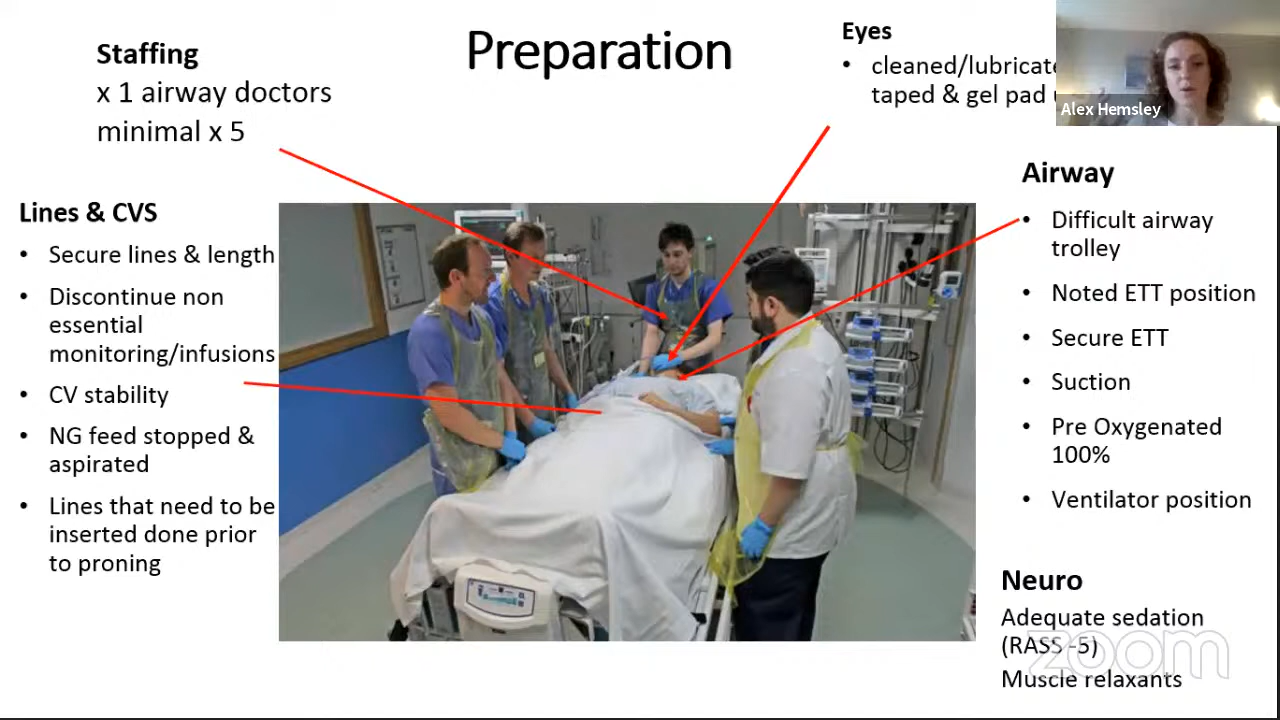 Preparation
Staffing
x 1 airway doctors
minimal x 5
Eyes
• cleaned/lubricate
taped & gel pad
Alex Hemsley
Lines & CVS
• Secure lines & length
• Discontinue non
essential
monitoring/infusions
• CV stability
• NG feed stopped &
aspirated
• Lines that need to be
inserted done prior
to proning
Airway
• Difficult airway
trolley
• Noted ETT position
• Secure ETT
• Suction
• Pre Oxygenated
100%
• Ventilator position
Neuro
Adequate sedation
(RASS -5)
Muscle relaxants
zoom